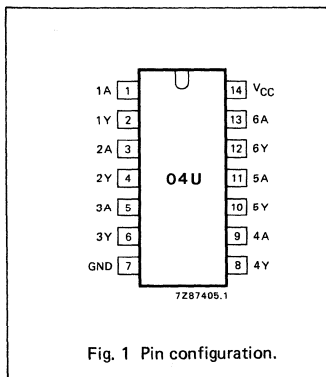 1A 1 14 VCC
1Y 2 13 6A
2A 3 12 6Y
2Y 4 04U 11 5A
3A 5 10 5Y
3Y 6 9 4A
GND 7 8 4Y
7Z87405.1
Fig. 1 Pin configuration.